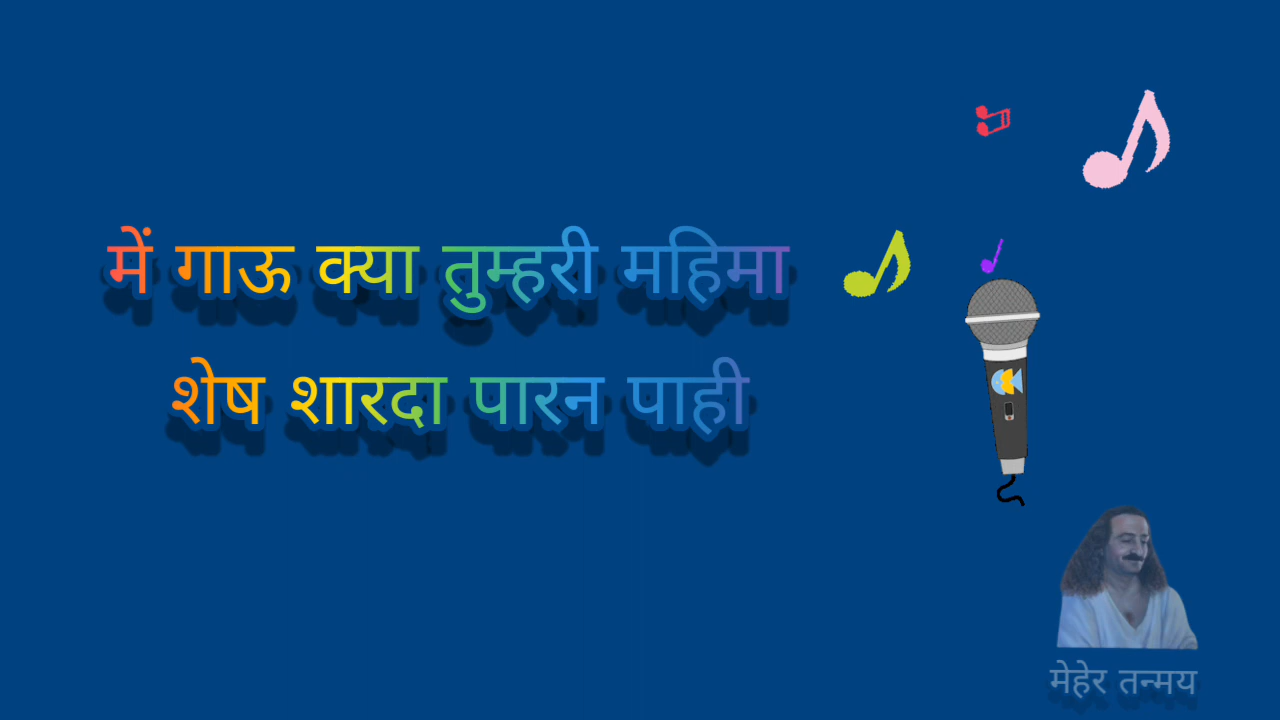 में गाऊ क्या तुम्हरी महिमा
शेष शारदा पारन पाही
मेहेर तन्मय